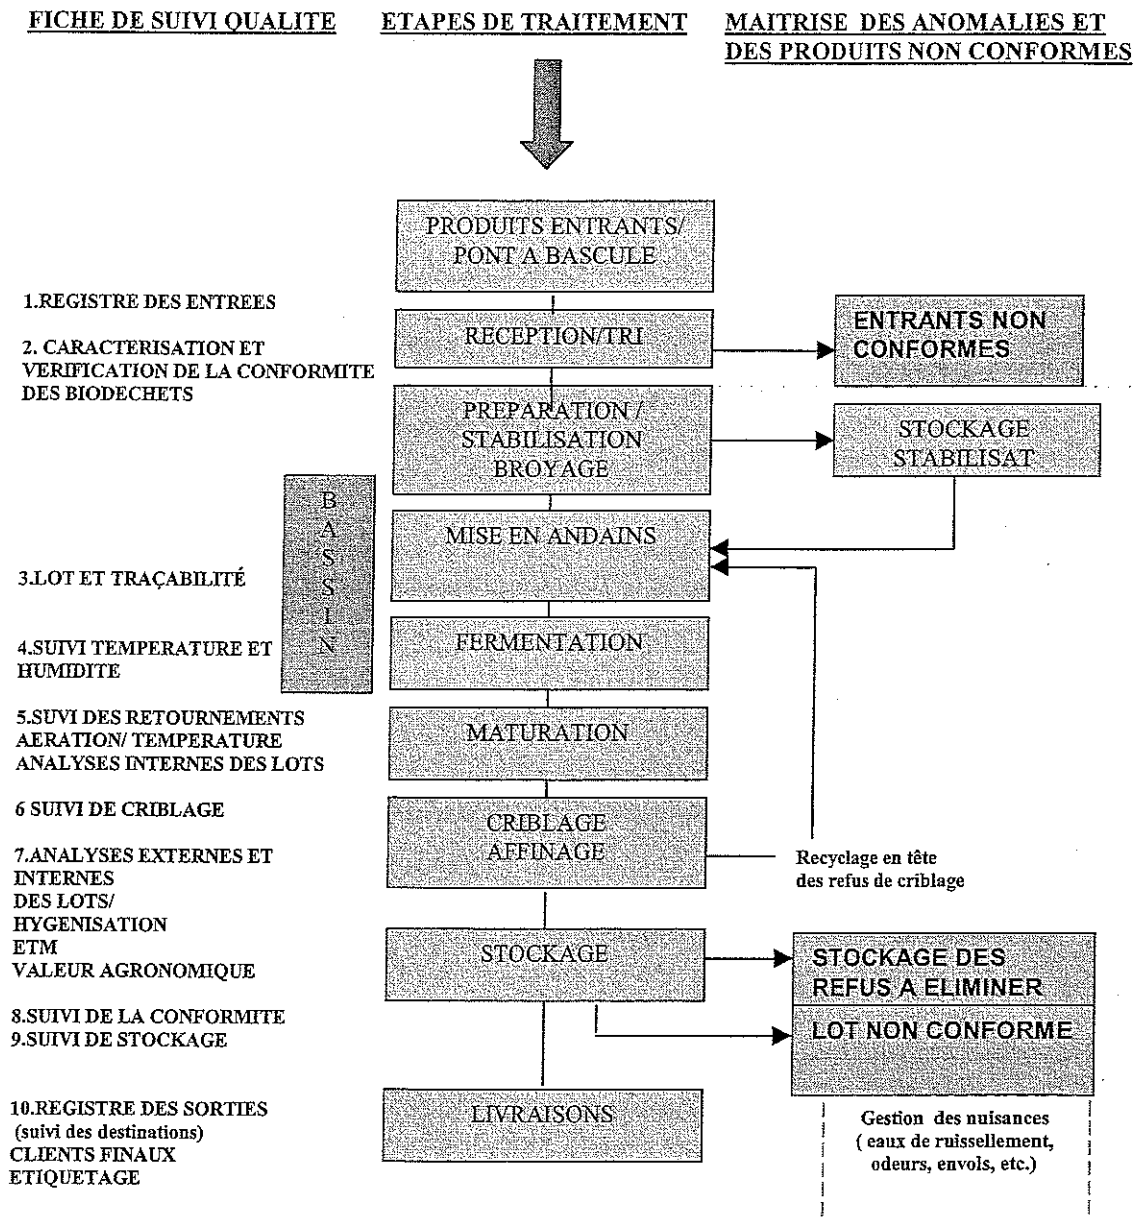 FICHE DE SUIVI QUALITE
ETAPES DE TRAITEMENT
MAITRISE DES ANOMALIES ET
DES PRODUITS NON CONFORMES
PRODUITS ENTRANTS/
PONT A BASCULE
1.REGISTRE DES ENTREES
RECEPTION/TRI
ENTRANTS NON
CONFORMES
2. CARACTERISATION ET
VERIFICATION DE LA CONFORMITE
DES BIODECHETS
PREPARATION /
STABILISATION
BROYAGE
STOCKAGE
STABILISAT
BASSIN
MISE EN ANDAINS
3.LOT ET TRAÇABILITÉ
4.SUIVI TEMPERATURE ET
HUMIDITE
FERMENTATION
5.SUVI DES RETOURNEMENTS
AERATION/ TEMPERATURE
ANALYSES INTERNES DES LOTS
MATURATION
6 SUIVI DE CRIBLAGE
CRIBLAGE
AFFINAGE
Recyclage en tête
des refus de criblage
7.ANALYSES EXTERNES ET
INTERNES
DES LOTS/
HYGENISATION
ETM
VALEUR AGRONOMIQUE
STOCKAGE
STOCKAGE DES
REFUS A ELIMINER
LOT NON CONFORME
8.SUIVI DE LA CONFORMITE
9.SUIVI DE STOCKAGE
10.REGISTRE DES SORTIES
(suivi des destinations)
CLIENTS FINAUX
ETIQUETAGE
LIVRAISONS
Gestion des nuisances
( eaux de ruissellement,
odeurs, envols, etc.)